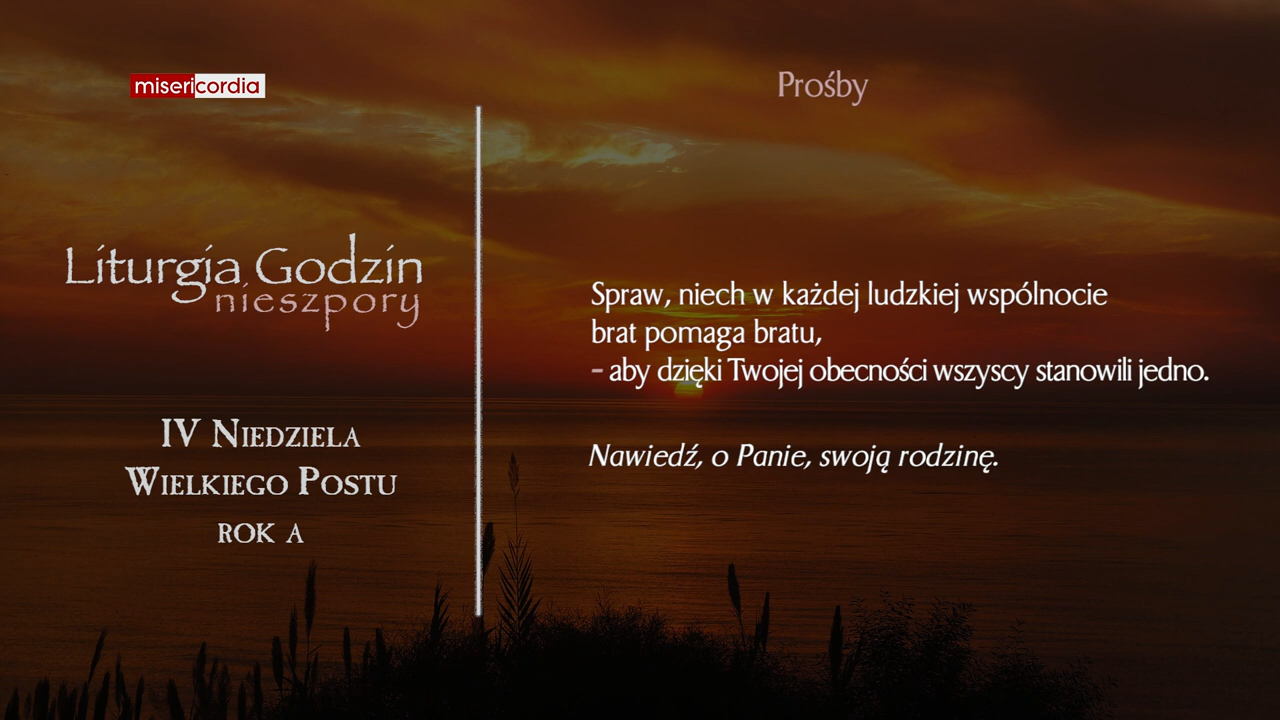 misericordia
Liturgia Godzin
nieszpory
IV Niedziela
Wielkiego Postu
rok A
Prośby
Spraw, niech w każdej ludzkiej wspólnocie
brat pomaga bratu,
- aby dzięki Twojej obecności wszyscy stanowili jedno.
Nawiedź, o Panie, swoją rodzinę.